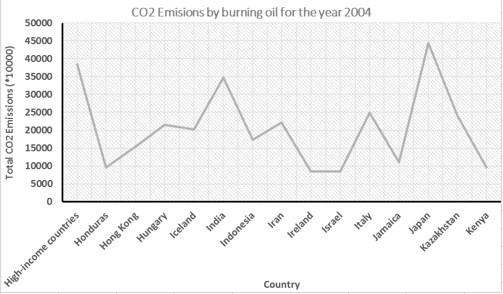 CO2 Emisions by burning oil for the year 2004
Total CO2 Emissions (*10000)
50000
45000
40000
35000
30000
25000
20000
15000
10000
5000
0
High-income countries
Honduras
Hong Kong
Hungary
Iceland
India
Indonesia
Iran
Ireland
Israel
Italy
Jamaica
Japan
Kazakhstan
Kenya
Country